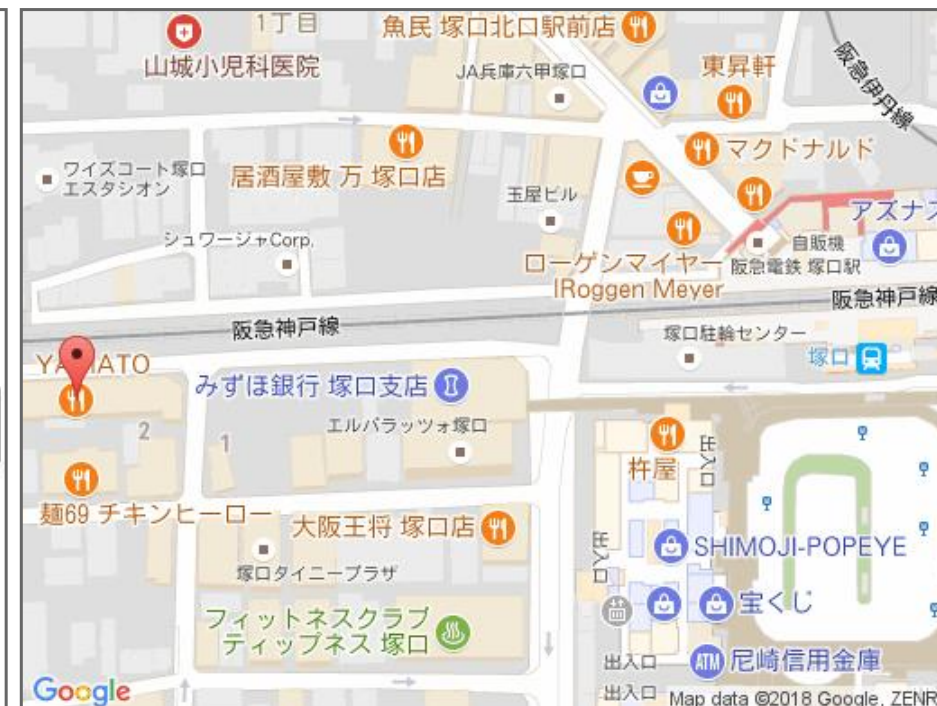 1丁目
魚民 塚口北口駅前店
山城小児科医院
JA兵庫六甲塚口
東昇軒
阪急伊丹線
マクドナルド
ワイズコート塚口
エスタシオン
居酒屋敷 万 塚口店
玉屋ビル
アズナス
シュワージャCorp.
自販機
ローゲンマイヤー
lRoggen Meyer
阪急電鉄 塚口駅
阪急神戸線
阪急神戸線
塚口駐輪センター
塚口
YAMATO
みずほ銀行 塚口支店
エルパラッツォ塚口
2
1
杵屋
出入口
麺69 チキンヒーロー
大阪王将 塚口店
出入口
SHIMOJI-POPEYE
塚口タイニープラザ
宝くじ
フィットネスクラブ
ティップネス 塚口
出入口
ATM 尼崎信用金庫
Google
出入口
Map data ©2018 Google, ZENR